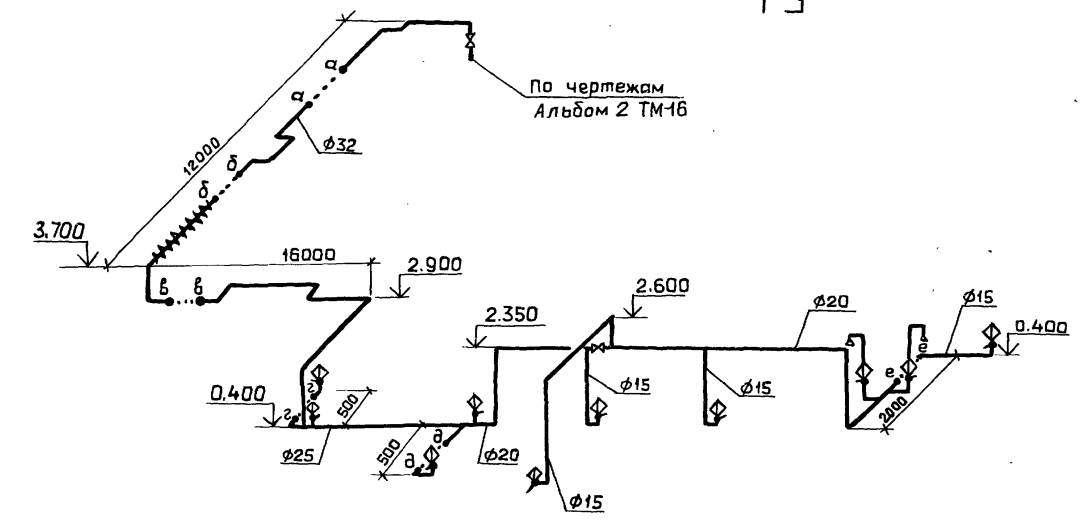 а
По чертежам
Альбом 2 ТМ-16
а
ф32
12000
б
б
3.700
16000
2.900
в в
2.600
ф20
ф15
2.350
0.400
е
ф15
ф15
е
г
0.400
г
500
2000
д
ф25
500
ф20
д
ф15